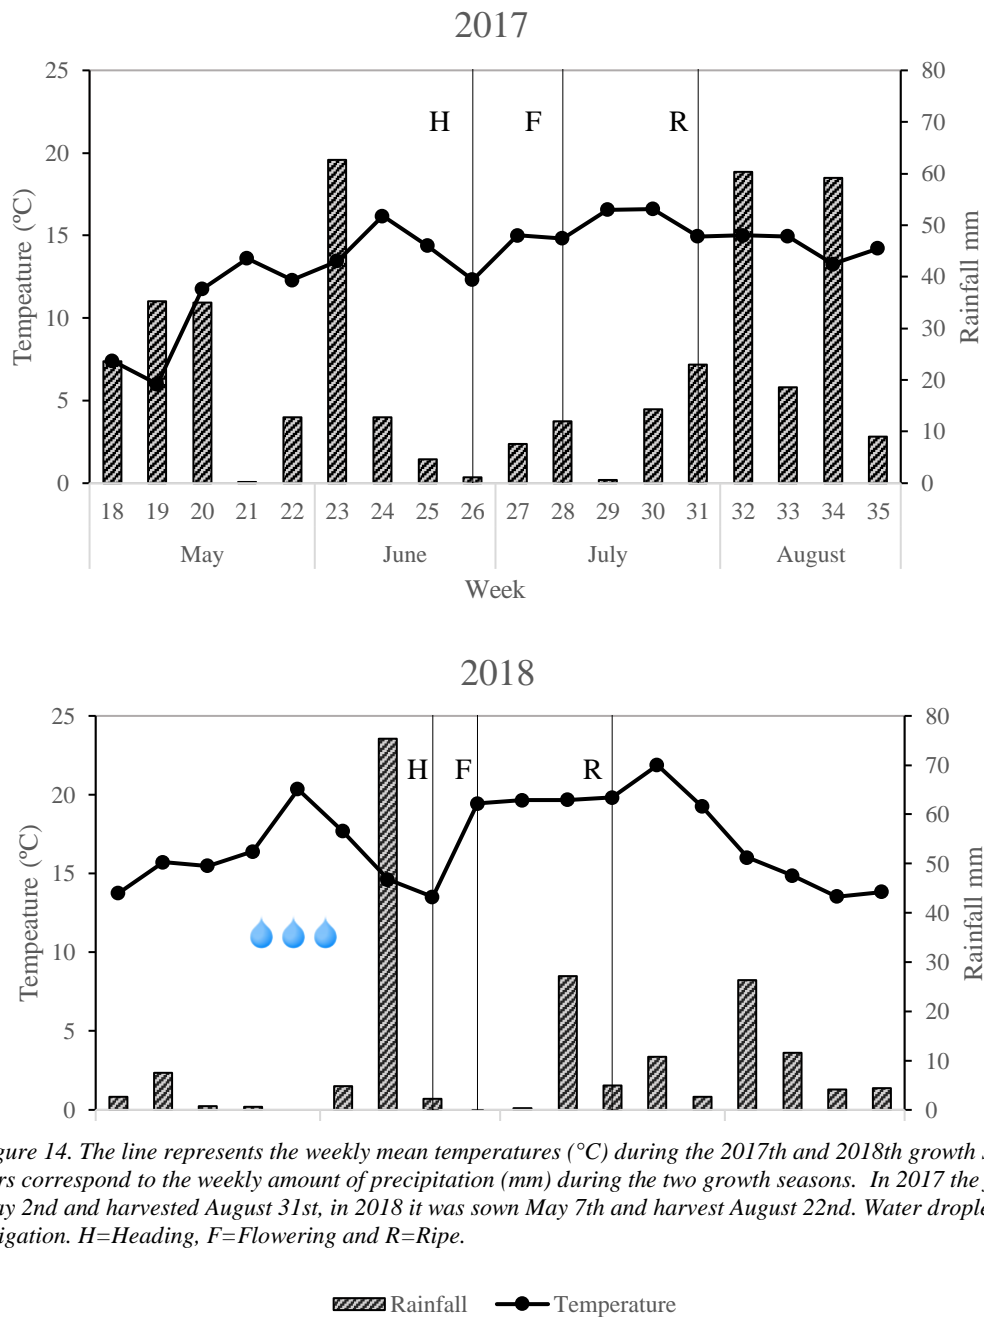 2017
25
20
15
10
5
0
Tempeature (ºC)
80
70
60
50
40
30
20
10
0
Rainfall mm
H F R
18 19 20 21 22 23 24 25 26 27 28 29 30 31 32 33 34 35
May June July August
Week
2018
25
20
15
10
5
0
Tempeature (ºC)
80
70
60
50
40
30
20
10
0
Rainfall mm
H F R
gure 14. The line represents the weekly mean temperatures (°C) during the 2017th and 2018th growth
rs correspond to the weekly amount of precipitation (mm) during the two growth seasons. In 2017 the
ay 2nd and harvested August 31st, in 2018 it was sown May 7th and harvest August 22nd. Water drople
igation. H=Heading, F=Flowering and R=Ripe.
Rainfall Temperature